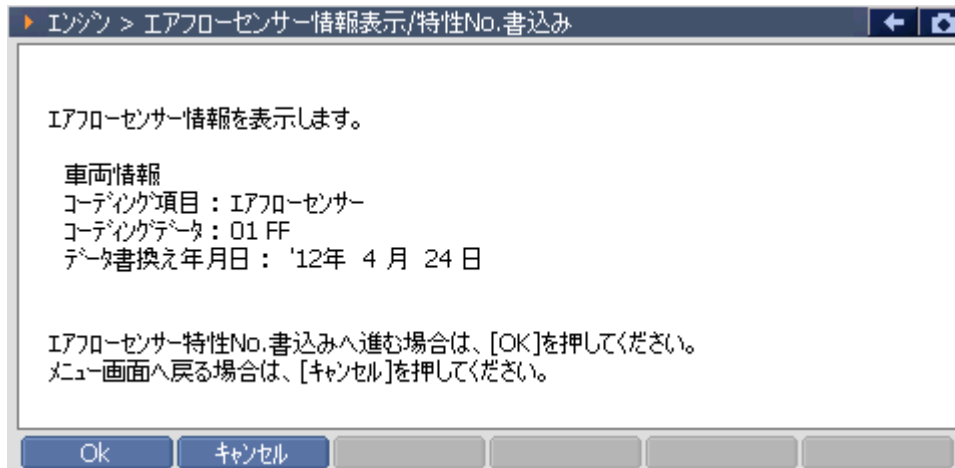 エンジン > エアフローセンサー情報表示/特性No.書込み
エアフローセンサー情報を表示します。
車両情報
コーディング項目 : エアフローセンサー
コーディングデータ : 01 FF
データ書換え年月日 : '12年 4 月 24 日
エアフローセンサー特性No.書込みへ進む場合は、[OK]を押してください。
メニュー画面へ戻る場合は、[キャンセル]を押してください。
Ok キャンセル